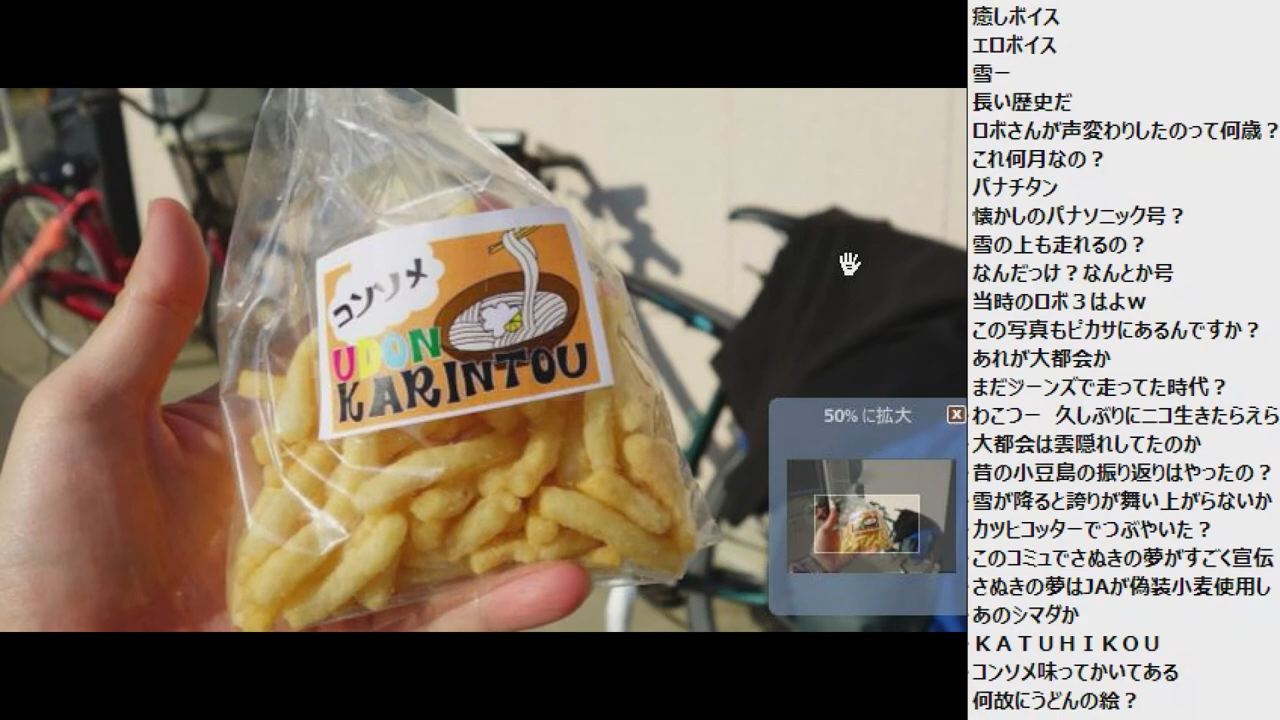 コンソメ
UDON
KARINTOU
50% に拡大
癒しボイス
エロボイス
雪ー
長い歴史だ
ロボさんが声変わりしたのって何歳？
これ何月なの？
パナチタン
懐かしのパナソニック号？
雪の上も走れるの？
なんだっけ？なんとか号
当時のロボ３はよｗ
この写真もピカサにあるんですか？
あれが大都会か
まだジーンズで走ってた時代？
わこつー　久しぶりにニコ生きたらえら
大都会は雲隠れしてたのか
昔の小豆島の振り返りはやったの？
雪が降ると誇りが舞い上がらないか
カツヒコッターでつぶやいた？
このコミュでさぬきの夢がすごく宣伝
さぬきの夢はJAが偽装小麦使用し
あのシマダか
ＫＡＴＵＨＩＫＯＵ
コンソメ味ってかいてある
何故にうどんの絵？